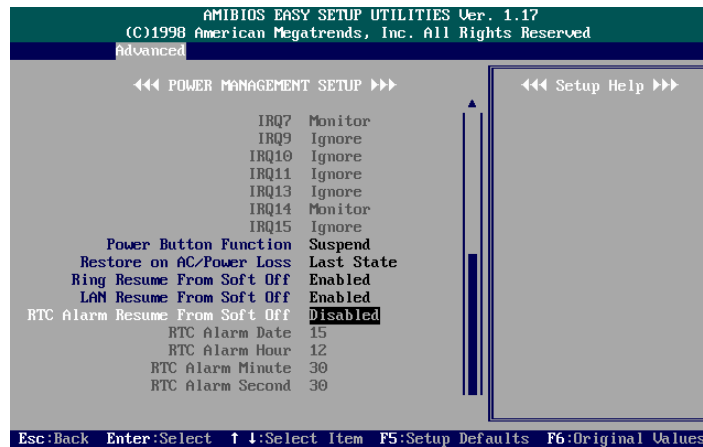 AMIBIOS EASY SETUP UTILITIES Ver. 1.17
(C)1998 American Megatrends, Inc. All Rights Reserved
Advanced
POWER MANAGEMENT SETUP
Setup Help
IRQ7 Monitor
IRQ9 Ignore
IRQ10 Ignore
IRQ11 Ignore
IRQ13 Ignore
IRQ14 Monitor
IRQ15 Ignore
Power Button Function Suspend
Restore on AC/Power Loss Last State
Ring Resume From Soft Off Enabled
LAN Resume From Soft Off Enabled
RTC Alarm Resume From Soft Off Disabled
RTC Alarm Date 15
RTC Alarm Hour 12
RTC Alarm Minute 30
RTC Alarm Second 30
Esc:Back Enter:Select ↑ ↓:Select Item F5:Setup Defaults F6:Original Values